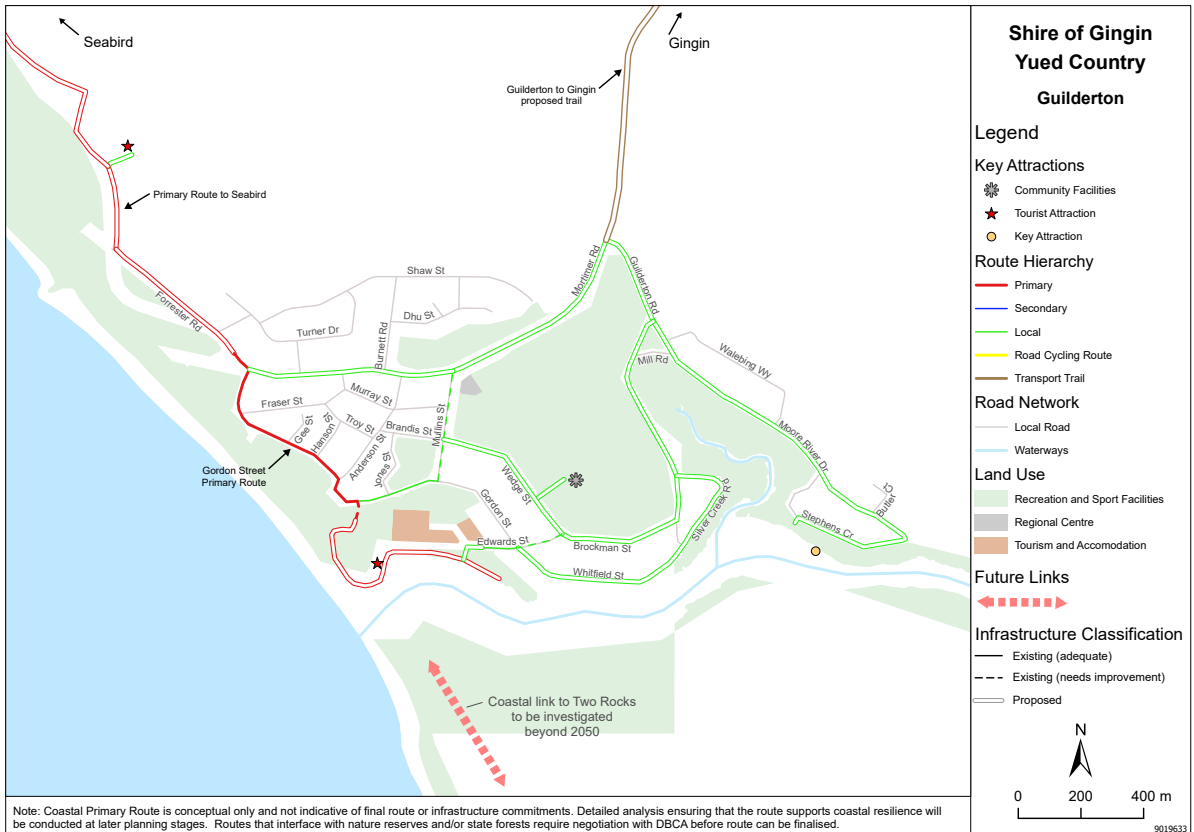 Seabird
Gingin
Guilderton to Gingin
proposed trail
Primary Route to Seabird
Forrester Rd
Shaw St
Dhu St
Turner Dr
Burnett Rd
Mortimer Rd
Guilderton Rd
Mill Rd
Walebing Wy
Murray St
Fraser St
Gee St
Hanson St
Troy St
Brandis St
Anderson St
Jones St
Mullins St
Moore River Dr
Gordon Street
Primary Route
Wedge St
Gordon St
Silver Creek Rd
Butler Ct
Stephens Cr
Edwards St
Brockman St
Whitfield St
Coastal link to Two Rocks
to be investigated
beyond 2050
Shire of Gingin
Yued Country
Guilderton
Legend
Key Attractions
Community Facilities
Tourist Attraction
Key Attraction
Route Hierarchy
Primary
Secondary
Local
Road Cycling Route
Transport Trail
Road Network
Local Road
Waterways
Land Use
Recreation and Sport Facilities
Regional Centre
Tourism and Accomodation
Future Links
Infrastructure Classification
Existing (adequate)
Existing (needs improvement)
Proposed
N
0 200 400 m
Note: Coastal Primary Route is conceptual only and not indicative of final route or infrastructure commitments. Detailed analysis ensuring that the route supports coastal resilience will
be conducted at later planning stages. Routes that interface with nature reserves and/or state forests require negotiation with DBCA before route can be finalised.
9019633